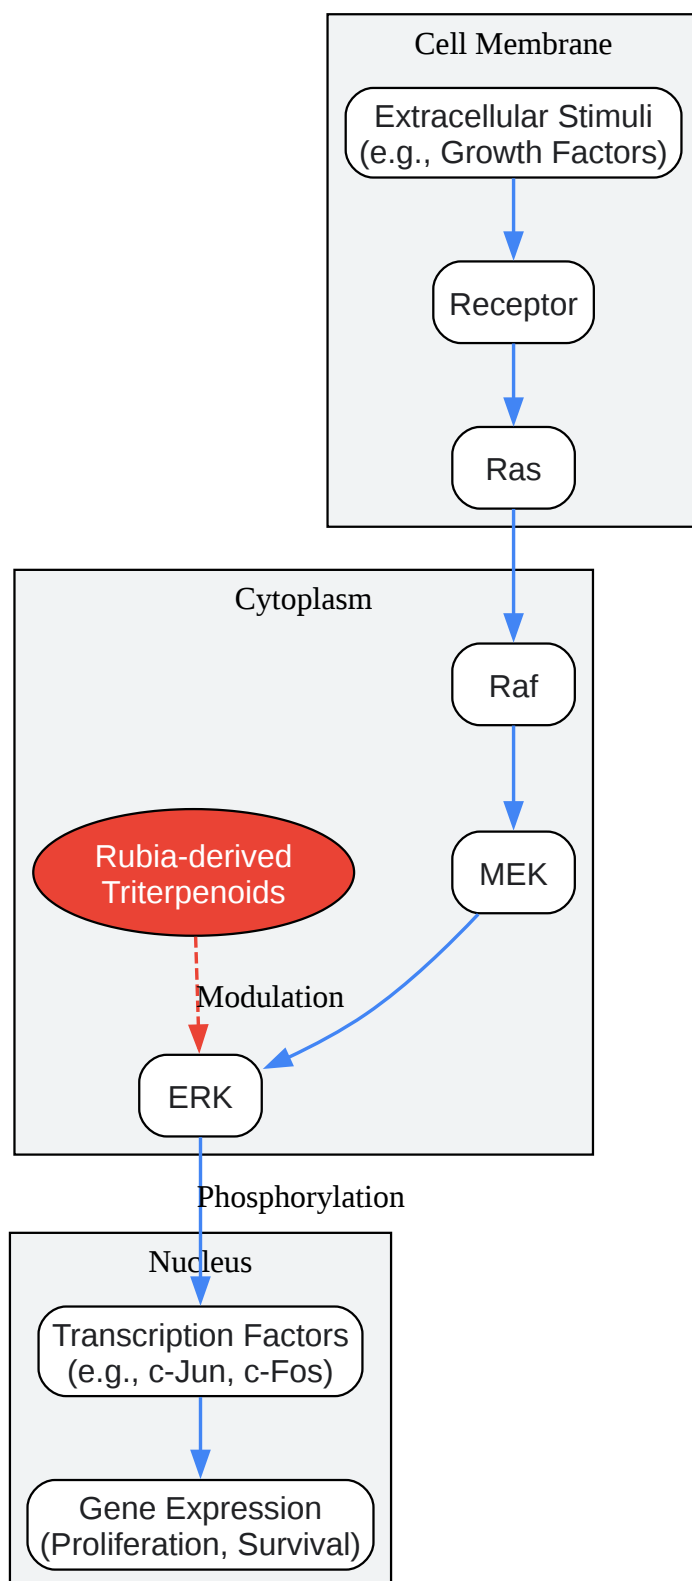 Cell Membrane
Extracellular Stimuli
(e.g., Growth Factors)
Receptor
Ras
Cytoplasm
Raf
Rubia-derived
Triterpenoids
MEK
Modulation
ERK
Phosphorylation
Nucleus
Transcription Factors
(e.g., c-Jun, c-Fos)
Gene Expression
(Proliferation, Survival)